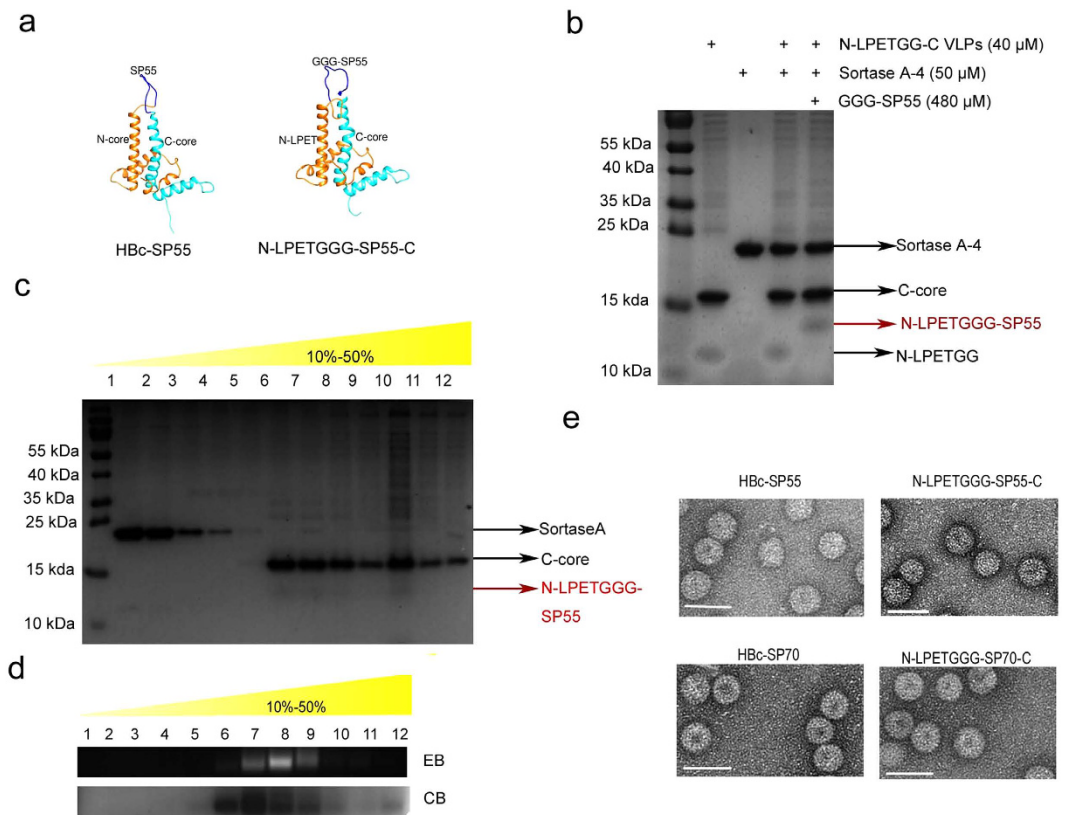 a
SP55
N-core
C-core
HBc-SP55
GGG-SP55
N-LPET
C-core
N-LPETGGG-SP55-C
b
+ + + N-LPETGG-C VLPs (40 µM)
+ + + Sortase A-4 (50 µM)
+ GGG-SP55 (480 µM)
55 kDa
40 kDa
35 kDa
25 kDa
15 kda
10 kDa
Sortase A-4
C-core
N-LPETGGG-SP55
N-LPETGG
c
10%-50%
1 2 3 4 5 6 7 8 9 10 11 12
55 kDa
40 kDa
35 kDa
25 kDa
15 kda
10 kDa
SortaseA
C-core
N-LPETGGG-
SP55
d
10%-50%
1 2 3 4 5 6 7 8 9 10 11 12
EB
CB
e
HBc-SP55
N-LPETGGG-SP55-C
HBc-SP70
N-LPETGGG-SP70-C